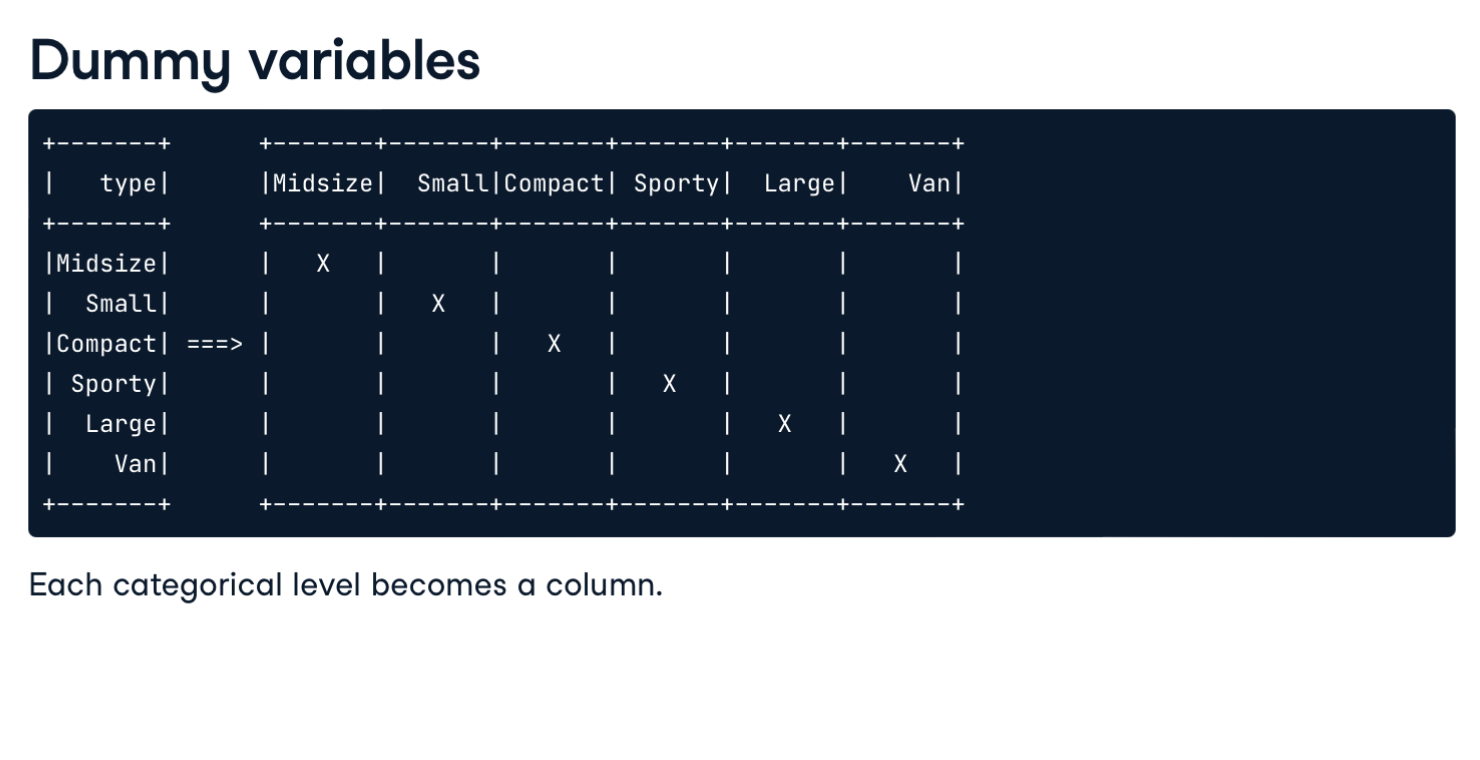 Dummy variables
+-------+      +-------+-------+-------+-------+-------+-------+
|   type|      |Midsize|  Small|Compact| Sporty|  Large|    Van|
+-------+      +-------+-------+-------+-------+-------+-------+
|Midsize|      |   X   |       |       |       |       |       |
|  Small|      |       |   X   |       |       |       |       |
|Compact| ===> |       |       |   X   |       |       |       |
| Sporty|      |       |       |       |   X   |       |       |
|  Large|      |       |       |       |       |   X   |       |
|    Van|      |       |       |       |       |       |   X   |
+-------+      +-------+-------+-------+-------+-------+-------+
Each categorical level becomes a column.